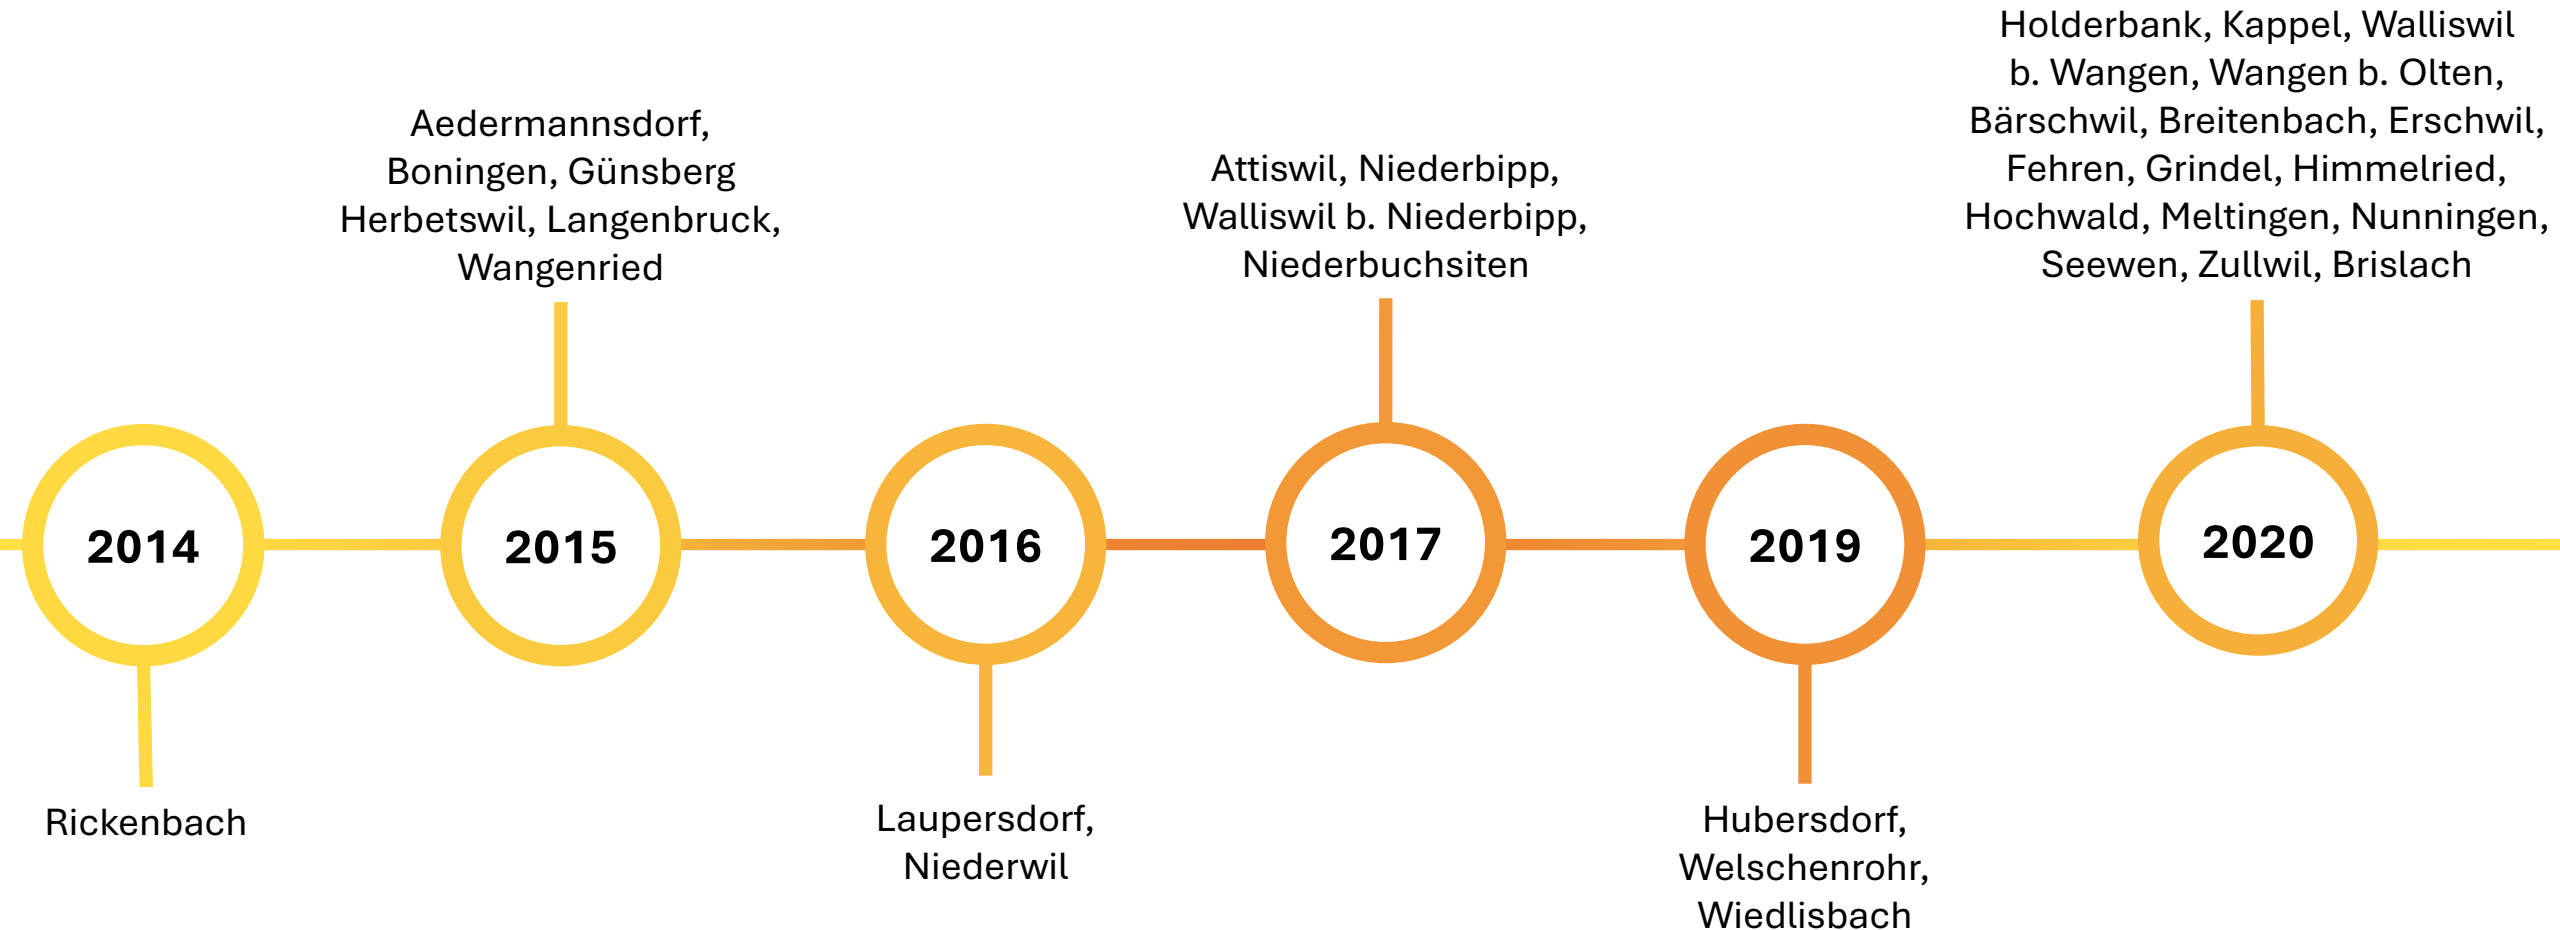 2014
Rickenbach
Aedermannsdorf,
Boningen, Günsberg
Herbetswil, Langenbruck,
Wangenried
2015
2016
Laupersdorf,
Niederwil
Attiswil, Niederbipp,
Walliswil b. Niederbipp,
Niederbuchsiten
2017
2019
Hubersdorf,
Welschenrohr,
Wiedlisbach
Holderbank, Kappel, Walliswil
b. Wangen, Wangen b. Olten,
Bärschwil, Breitenbach, Erschwil,
Fehren, Grindel, Himmelried,
Hochwald, Meltingen, Nunningen,
Seewen, Zullwil, Brislach
2020